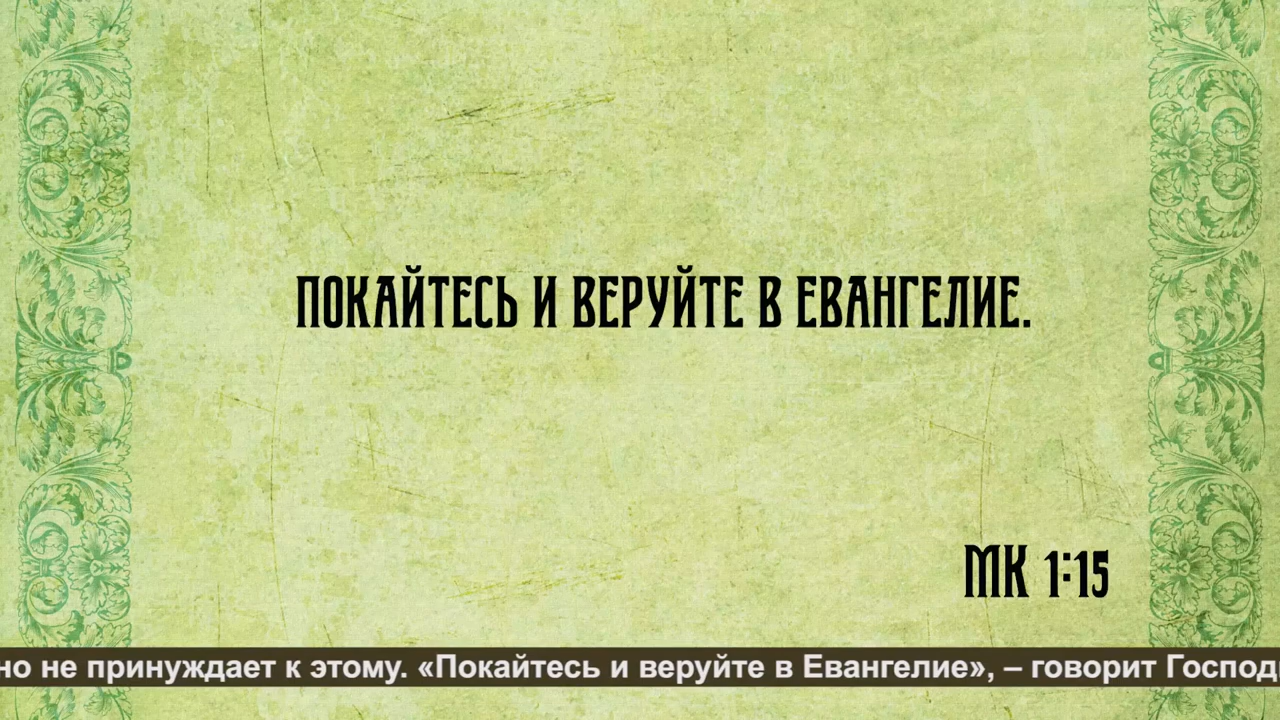 ПОКАЙТЕСЬ И ВЕРУЙТЕ В ЕВАНГЕЛИЕ.
МК 1:15
но не принуждает к этому. «Покайтесь и веруйте в Евангелие», – говорит